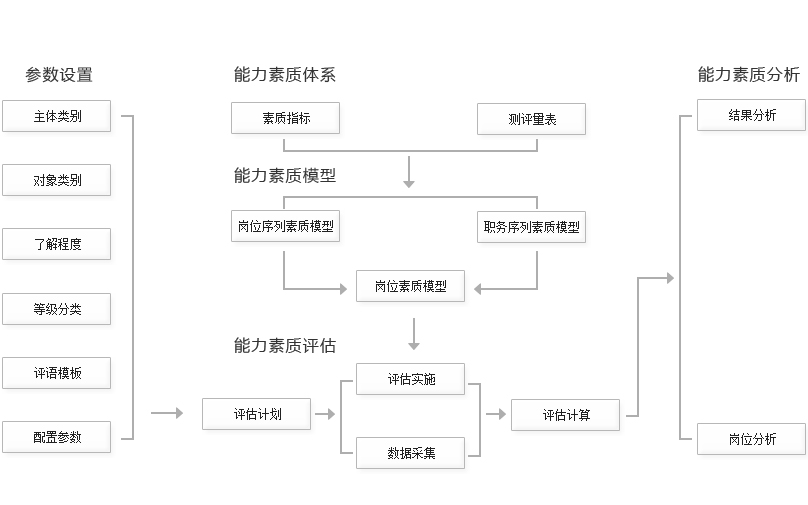 参数设置
主体类别
对象类别
了解程度
等级分类
评语模板
配置参数
能力素质体系
素质指标
测评量表
能力素质模型
岗位序列素质模型
职务序列素质模型
岗位素质模型
能力素质评估
评估计划
评估实施
数据采集
评估计算
能力素质分析
结果分析
岗位分析